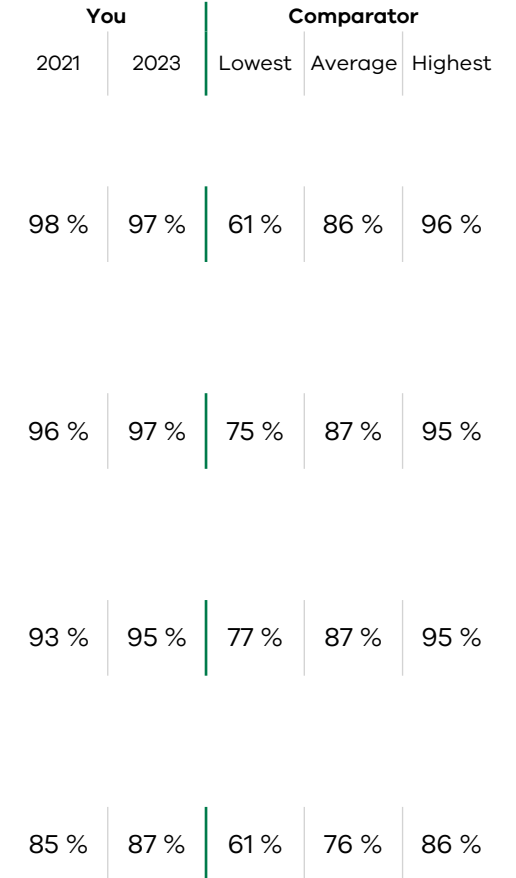 You Comparator
2021 2023 Lowest Average Highest
98 % 97 % 61 % 86 % 96 %
96 % 97 % 75 % 87 % 95 %
93 % 95 % 77 % 87 % 95 %
85 % 87 % 61 % 76 % 86 %